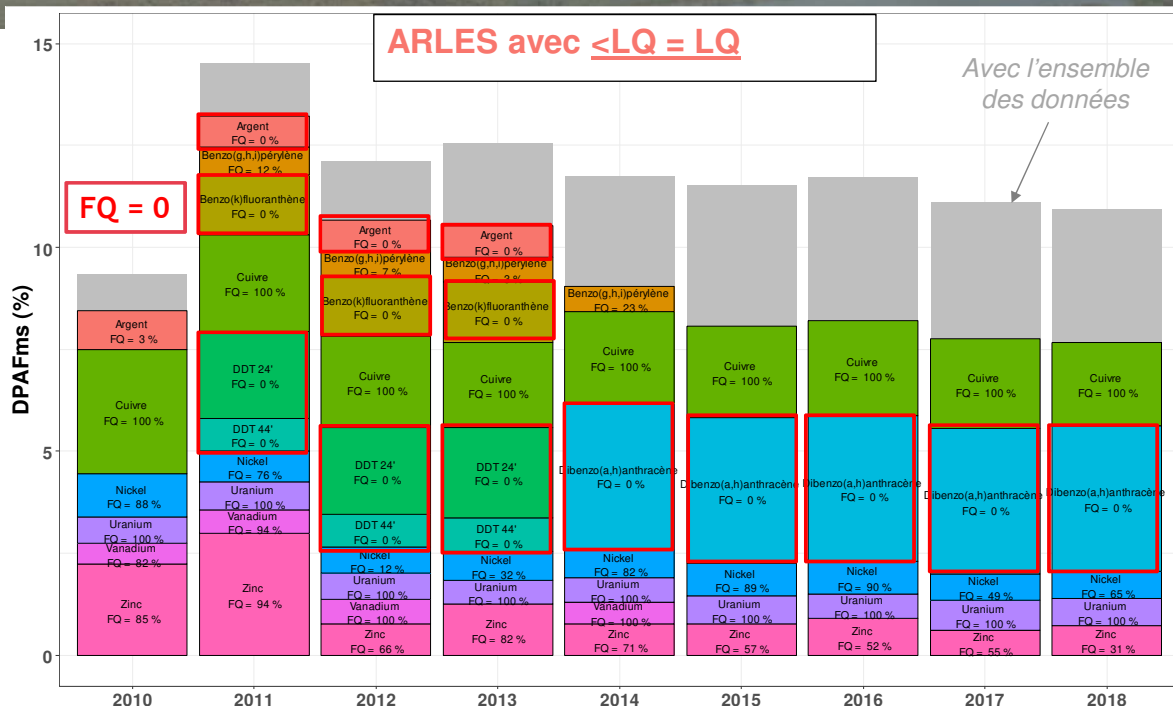 ARLES avec <LQ = LQ
Avec l'ensemble
des données
FQ = 0
DPAFms (%)
15
10
5
0
Argent
FQ = 3 %
Cuivre
FQ = 100 %
Nickel
FQ = 88 %
Uranium
FQ = 100 %
Vanadium
FQ = 82 %
Zinc
FQ = 85 %
Argent
FQ = 0 %
Benzo(g,h,i)pérylène
FQ = 12 %
Benzo(k)fluoranthène
FQ = 0 %
Cuivre
FQ = 100 %
DDT 24'
FQ = 0 %
DDT 44'
FQ = 0 %
Nickel
FQ = 76 %
Uranium
FQ = 100 %
Vanadium
FQ = 94 %
Zinc
FQ = 94 %
Argent
FQ = 0 %
Benzo(g,h,i)pérylène
FQ = 7 %
Benzo(k)fluoranthène
FQ = 0 %
Cuivre
FQ = 100 %
DDT 24'
FQ = 0 %
DDT 44'
FQ = 0 %
Nickel
FQ = 12 %
Uranium
FQ = 100 %
Vanadium
FQ = 100 %
Zinc
FQ = 66 %
Argent
FQ = 0 %
Benzo(g,h,i)pérylène
FQ = 3 %
Benzo(k)fluoranthène
FQ = 0 %
Cuivre
FQ = 100 %
DDT 24'
FQ = 0 %
DDT 44'
FQ = 0 %
Nickel
FQ = 32 %
Uranium
FQ = 100 %
Zinc
FQ = 82 %
Benzo(g,h,i)pérylène
FQ = 23 %
Cuivre
FQ = 100 %
Dibenzo(a,h)anthracène
FQ = 0 %
Nickel
FQ = 82 %
Uranium
FQ = 100 %
Vanadium
FQ = 100 %
Zinc
FQ = 71 %
Cuivre
FQ = 100 %
Dibenzo(a,h)anthracène
FQ = 0 %
Nickel
FQ = 89 %
Uranium
FQ = 100 %
Zinc
FQ = 57 %
Cuivre
FQ = 100 %
Dibenzo(a,h)anthracène
FQ = 0 %
Nickel
FQ = 90 %
Uranium
FQ = 100 %
Zinc
FQ = 52 %
Cuivre
FQ = 100 %
Dibenzo(a,h)anthracène
FQ = 0 %
Nickel
FQ = 49 %
Uranium
FQ = 100 %
Zinc
FQ = 55 %
Cuivre
FQ = 100 %
Dibenzo(a,h)anthracène
FQ = 0 %
Nickel
FQ = 65 %
Uranium
FQ = 100 %
Zinc
FQ = 31 %
2010 2011 2012 2013 2014 2015 2016 2017 2018